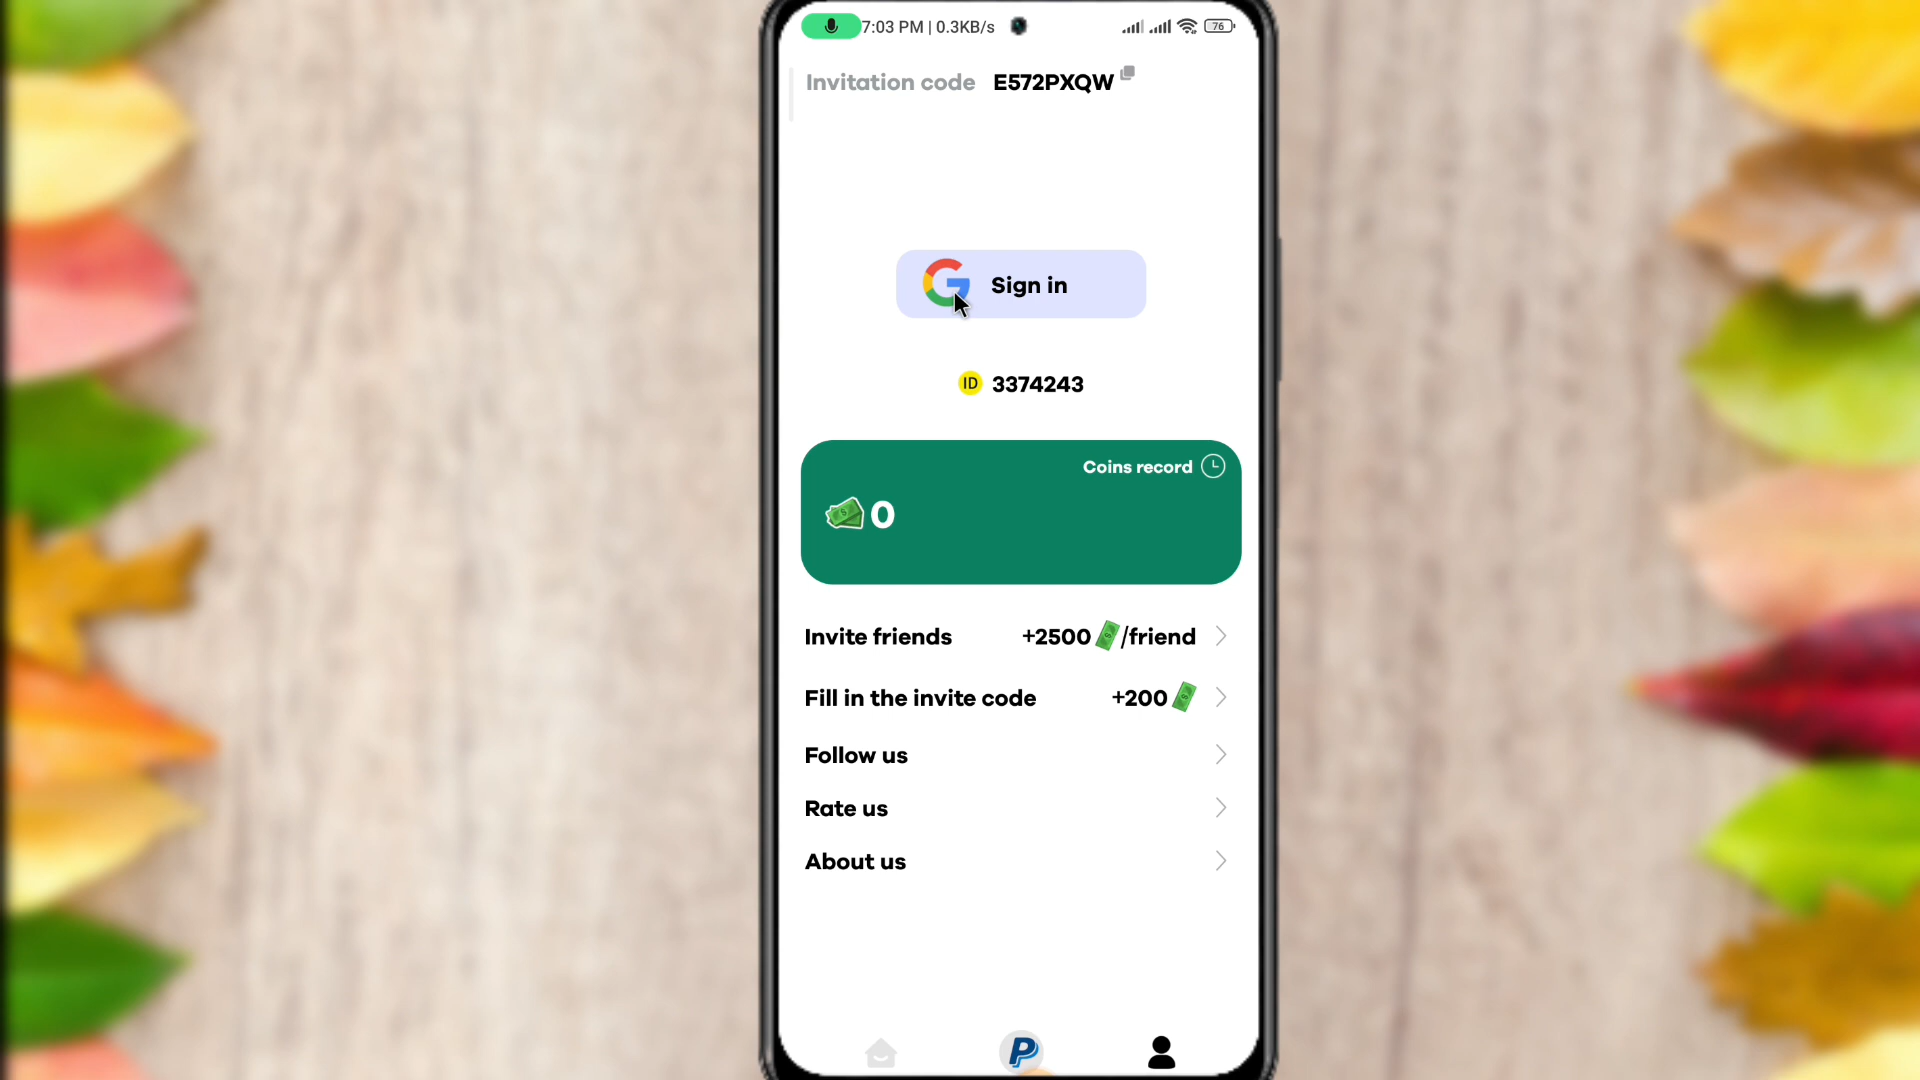 7:03 PM | 0.3KB/s 76
Invitation code E572PXQW
Sign in
ID 3374243
Coins record
0
Invite friends +2500/friend
Fill in the invite code +200
Follow us
Rate us
About us